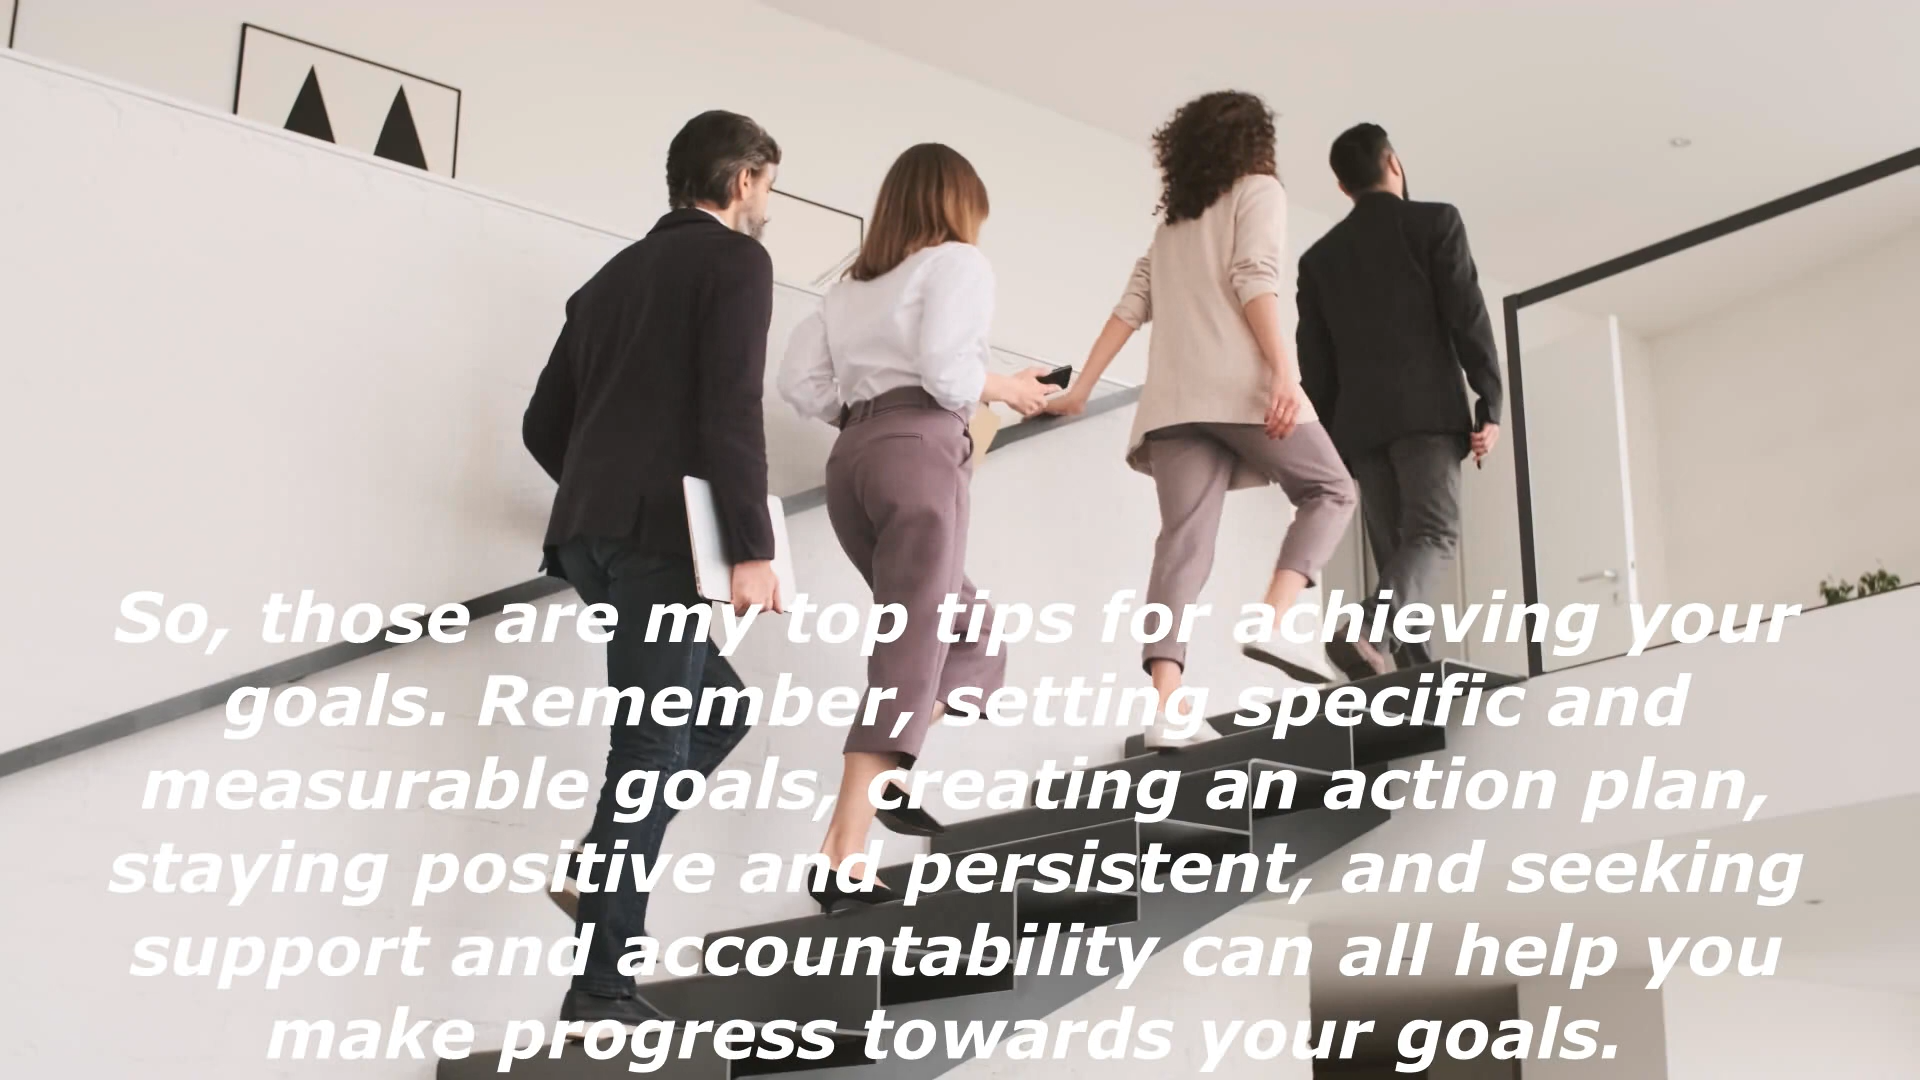 So, those are my top tips for achieving your
goals. Remember, setting specific and
measurable goals, creating an action plan,
staying positive and persistent, and seeking
support and accountability can all help you
make progress towards your goals.